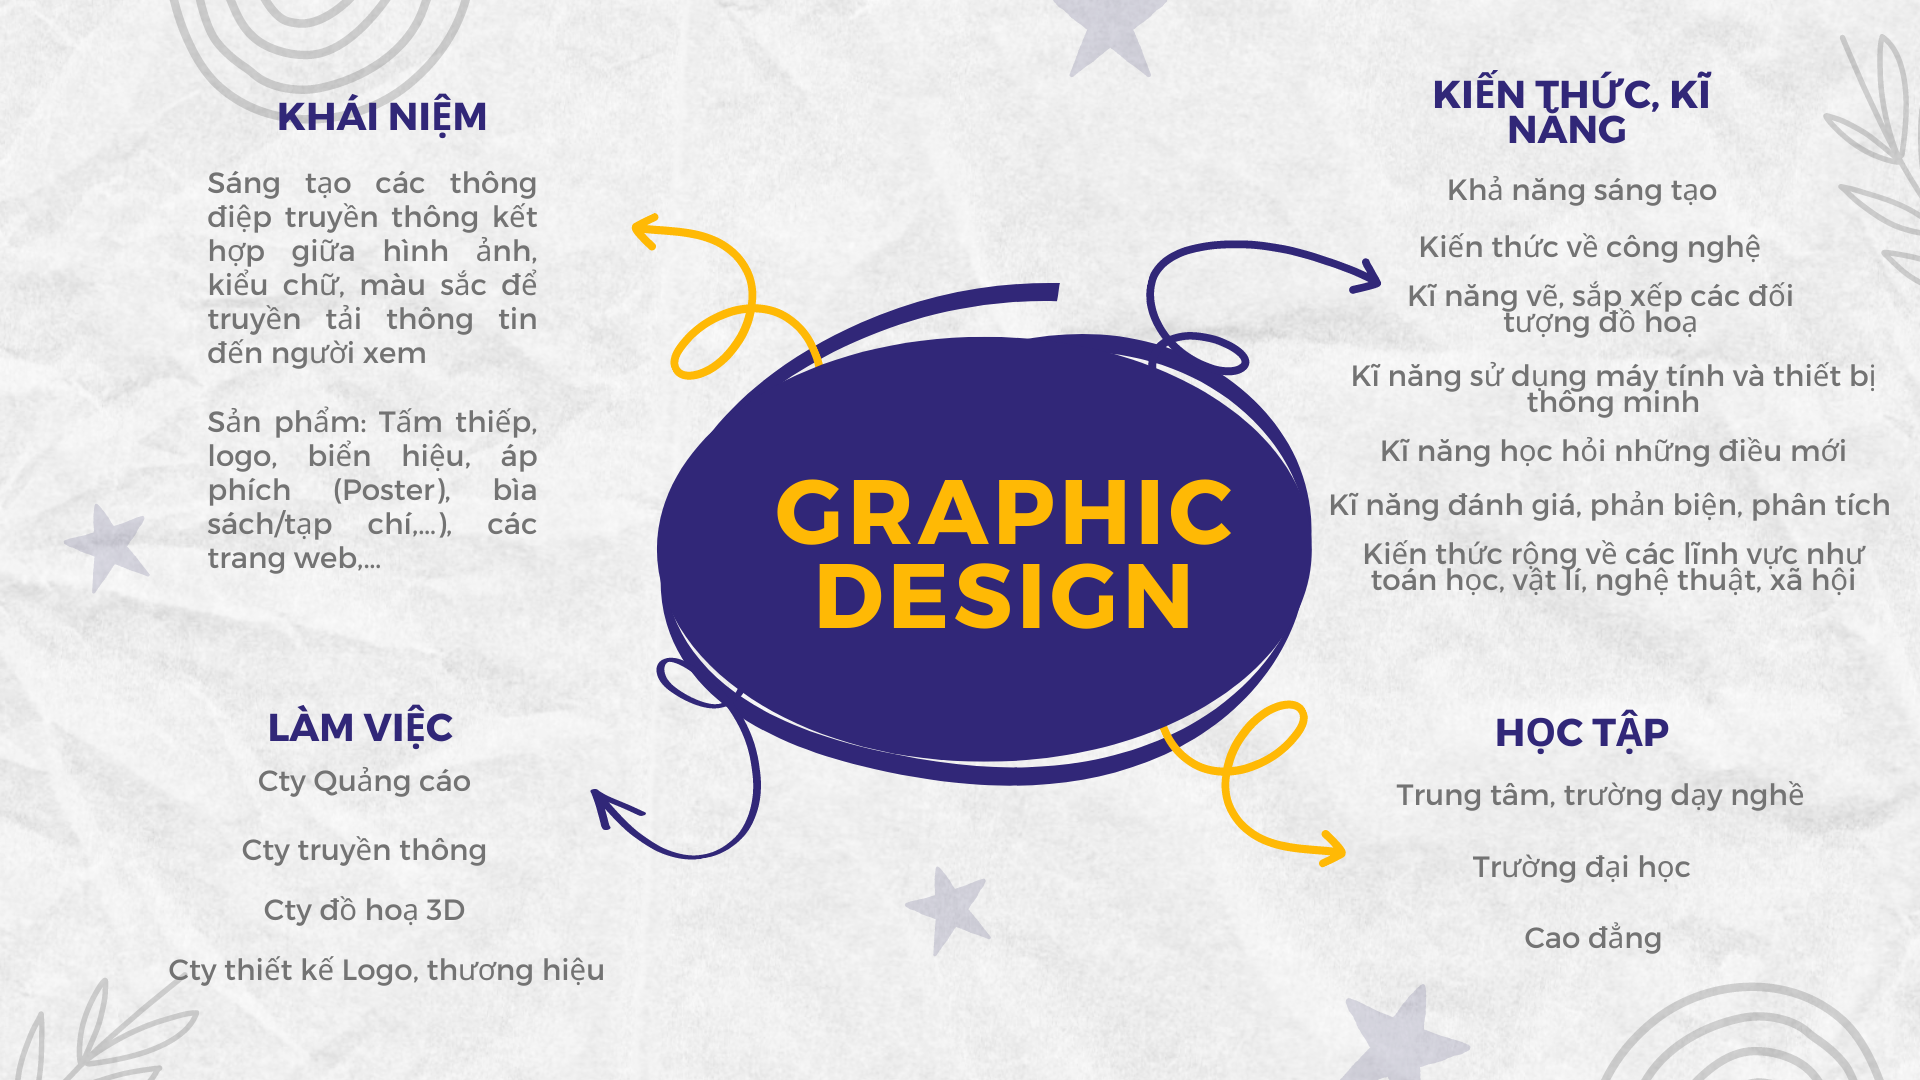 KHÁI NIỆM
Sáng tạo các thông
điệp truyền thông kết
hợp giữa hình ảnh,
kiểu chữ, màu sắc để
truyền tải thông tin
đến người xem
Sản phẩm: Tấm thiếp,
logo, biển hiệu, áp
phích (Poster), bìa
sách/tạp chí,...), các
trang web,...
KIẾN THỨC, KĨ
NĂNG
Khả năng sáng tạo
Kiến thức về công nghệ
Kĩ năng vẽ, sắp xếp các đối
tượng đồ hoạ
Kĩ năng sử dụng máy tính và thiết bị
thông minh
Kĩ năng học hỏi những điều mới
Kĩ năng đánh giá, phản biện, phân tích
Kiến thức rộng về các lĩnh vực như
toán học, vật lí, nghệ thuật, xã hội
GRAPHIC
DESIGN
LÀM VIỆC
Cty Quảng cáo
Cty truyền thông
Cty đồ hoạ 3D
Cty thiết kế Logo, thương hiệu
HỌC TẬP
Trung tâm, trường dạy nghề
Trường đại học
Cao đẳng